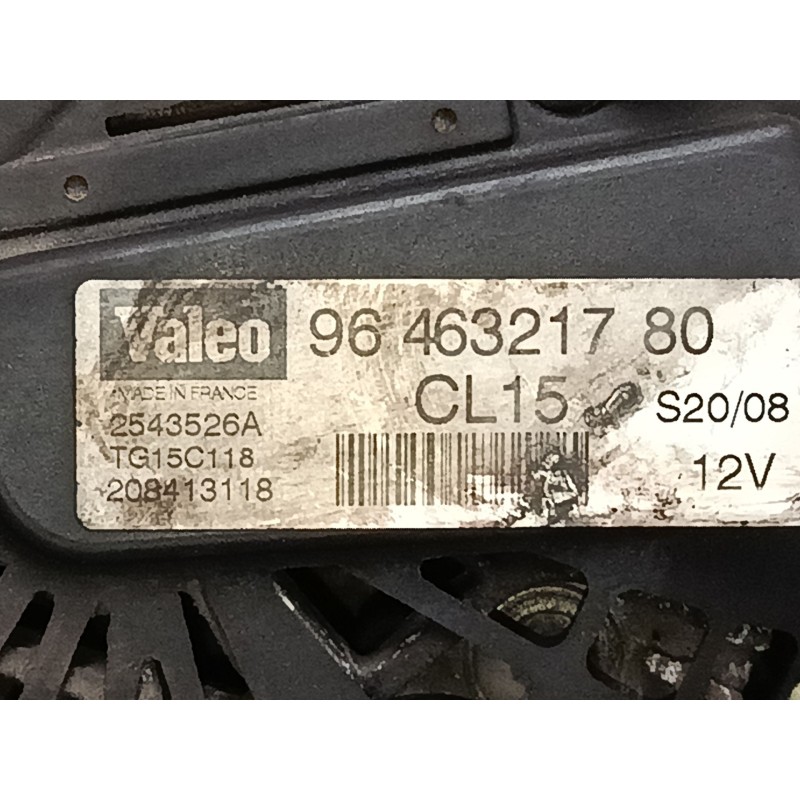 Valeo 96 463217 80
MADE IN FRANCE CL15 S20/08
2543526A
TG15C118 12V
208413118